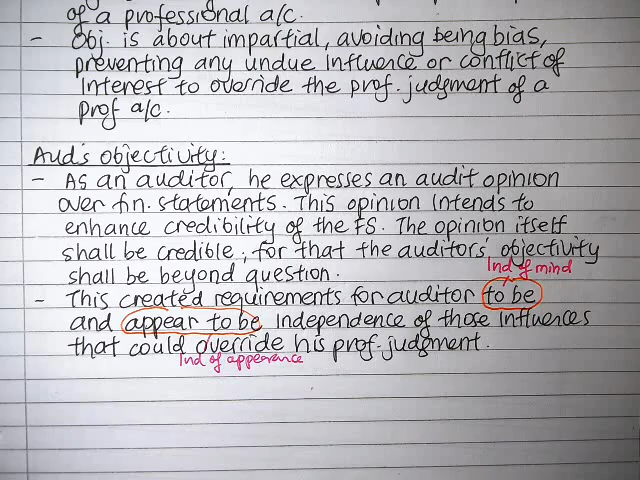 of a professional a/c.
- Obj. is about impartial, avoiding being bias,
preventing any undue influence or conflict of
interest to override the prof. judgment of a
prof a/c.
Aud's objectivity:
- As an auditor, he expresses an audit opinion
over fin. statements. This opinion intends to
enhance credibility of the FS. The opinion itself
shall be credible, for that the auditors' objectivity
shall be beyond question.
Ind of mind
- This created requirements for auditor to be
and appear to be independence of those influences
that could override his prof. judgment.
Ind of appearance